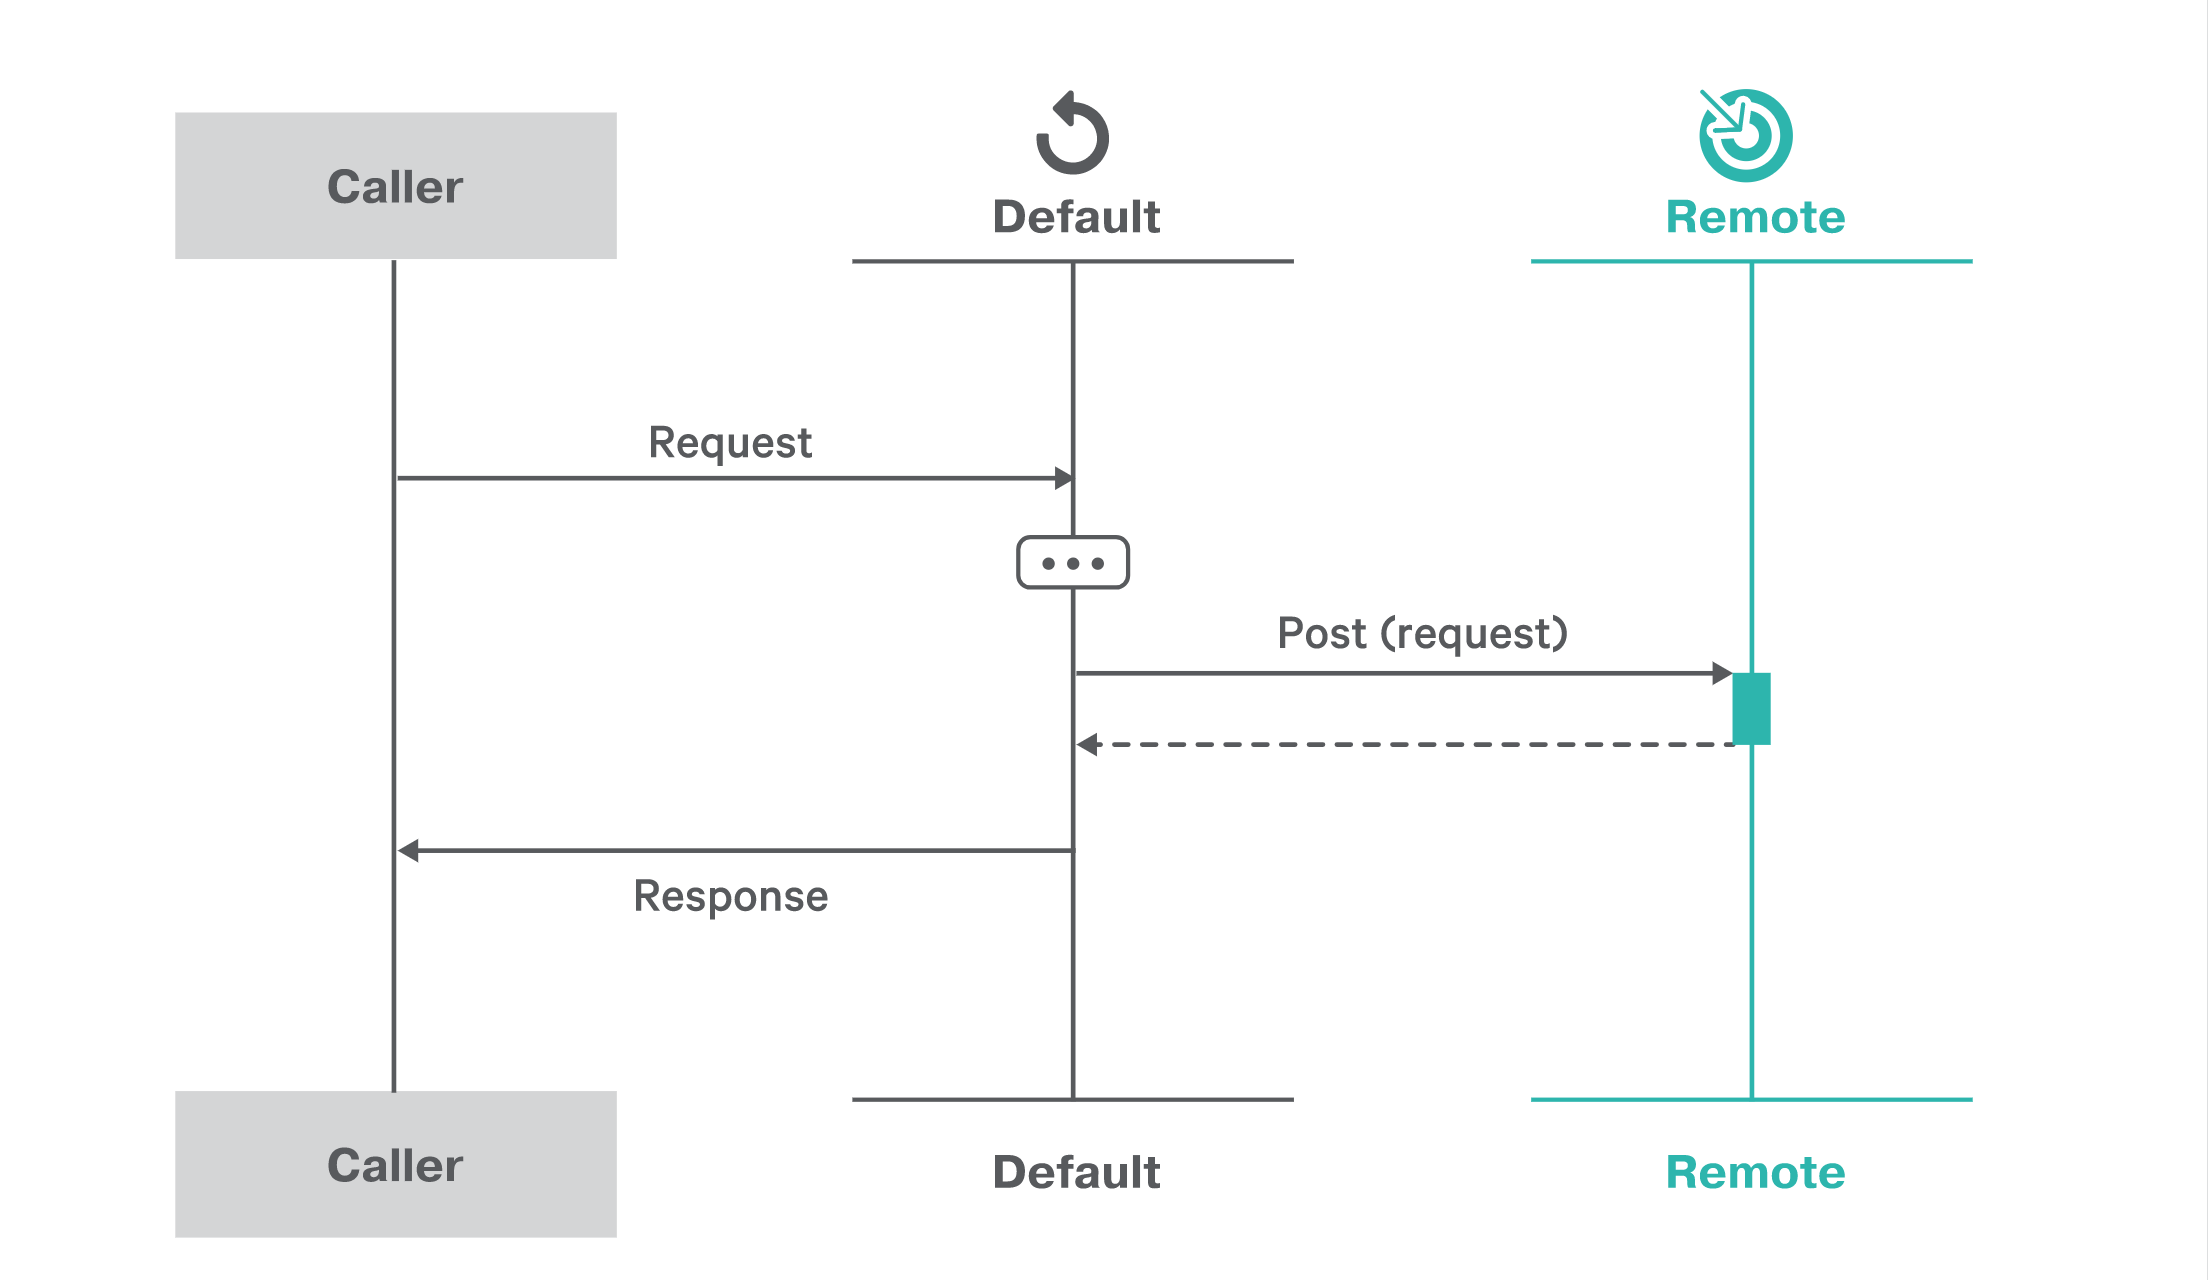 Caller
Default
Remote
Request
Post (request)
Response
Caller
Default
Remote